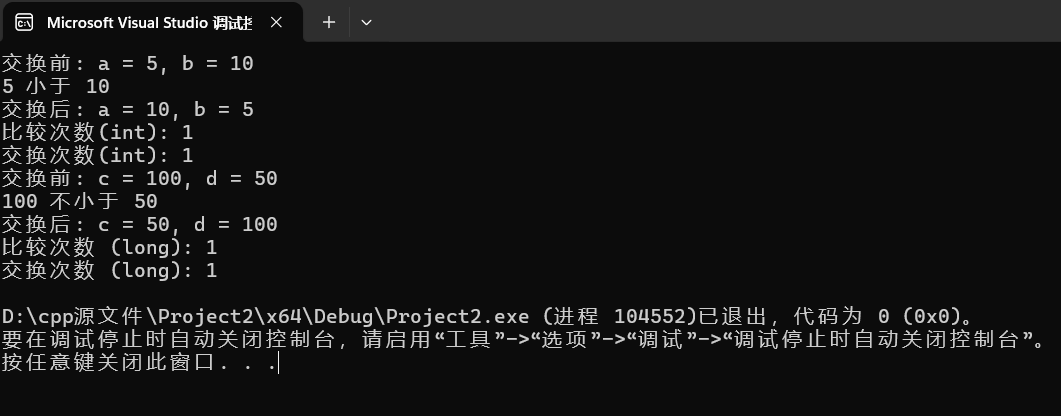 Microsoft Visual Studio 调试控
交换前: a = 5, b = 10
5 小于 10
交换后: a = 10, b = 5
比较次数(int): 1
交换次数(int): 1
交换前: c = 100, d = 50
100 不小于 50
交换后: c = 50, d = 100
比较次数 (long): 1
交换次数 (long): 1
D:\cpp源文件\Project2\x64\Debug\Project2.exe (进程 104552)已退出，代码为 0 (0x0)。
要在调试停止时自动关闭控制台，请启用“工具”->“选项”->“调试”->“调试停止时自动关闭控制台”。
按任意键关闭此窗口. . .